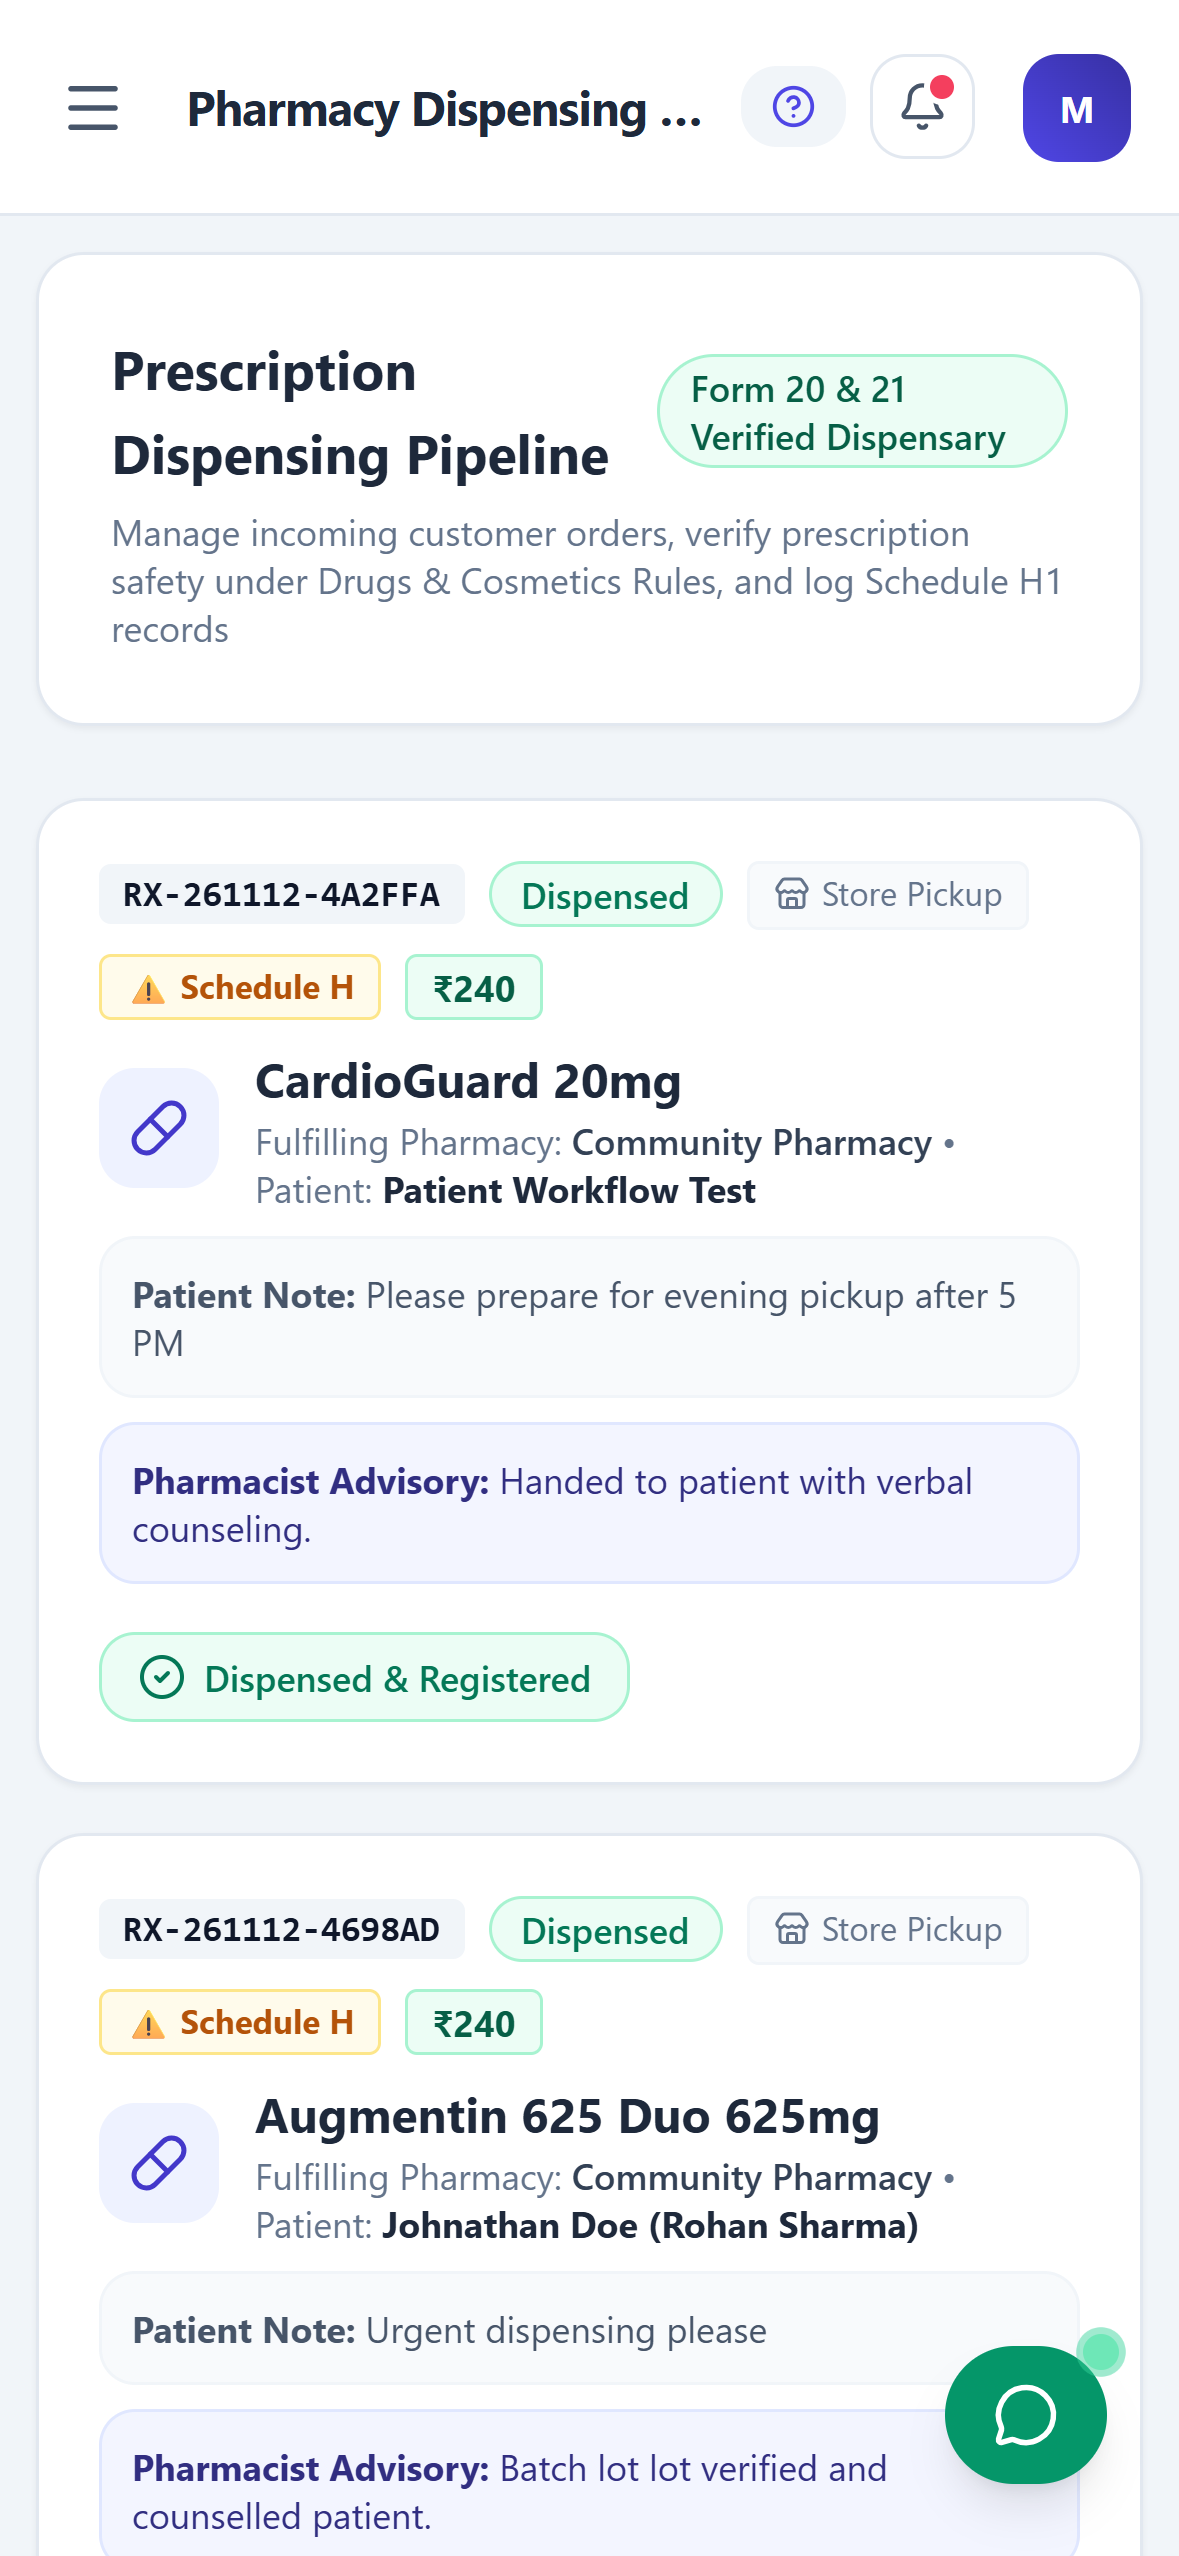 Pharmacy Dispensing ...
M
Prescription
Dispensing Pipeline
Form 20 & 21
Verified Dispensary
Manage incoming customer orders, verify prescription
safety under Drugs & Cosmetics Rules, and log Schedule H1
records
RX-261112-4A2FFA
Dispensed
Store Pickup
Schedule H
₹240
CardioGuard 20mg
Fulfilling Pharmacy: Community Pharmacy •
Patient: Patient Workflow Test
Patient Note: Please prepare for evening pickup after 5
PM
Pharmacist Advisory: Handed to patient with verbal
counseling.
Dispensed & Registered
RX-261112-4698AD
Dispensed
Store Pickup
Schedule H
₹240
Augmentin 625 Duo 625mg
Fulfilling Pharmacy: Community Pharmacy •
Patient: Johnathan Doe (Rohan Sharma)
Patient Note: Urgent dispensing please
Pharmacist Advisory: Batch lot lot verified and
counselled patient.